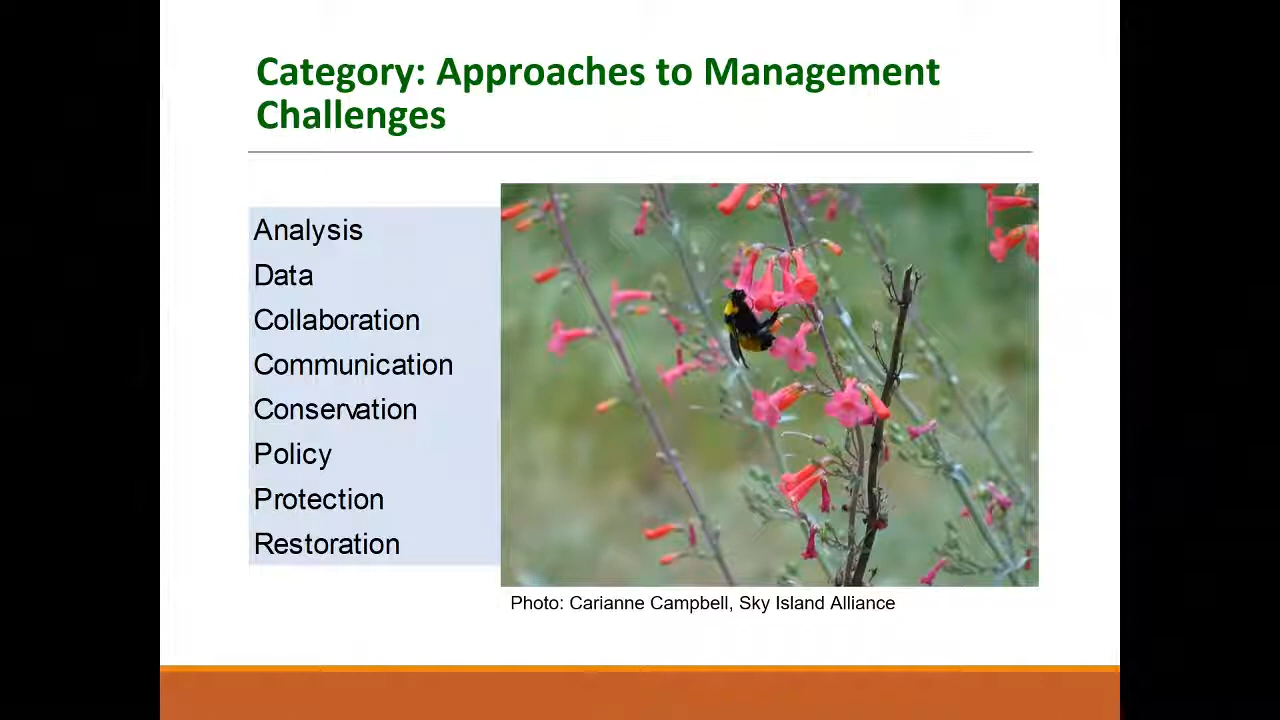 Category: Approaches to Management
Challenges
Analysis
Data
Collaboration
Communication
Conservation
Policy
Protection
Restoration
Photo: Carianne Campbell, Sky Island Alliance